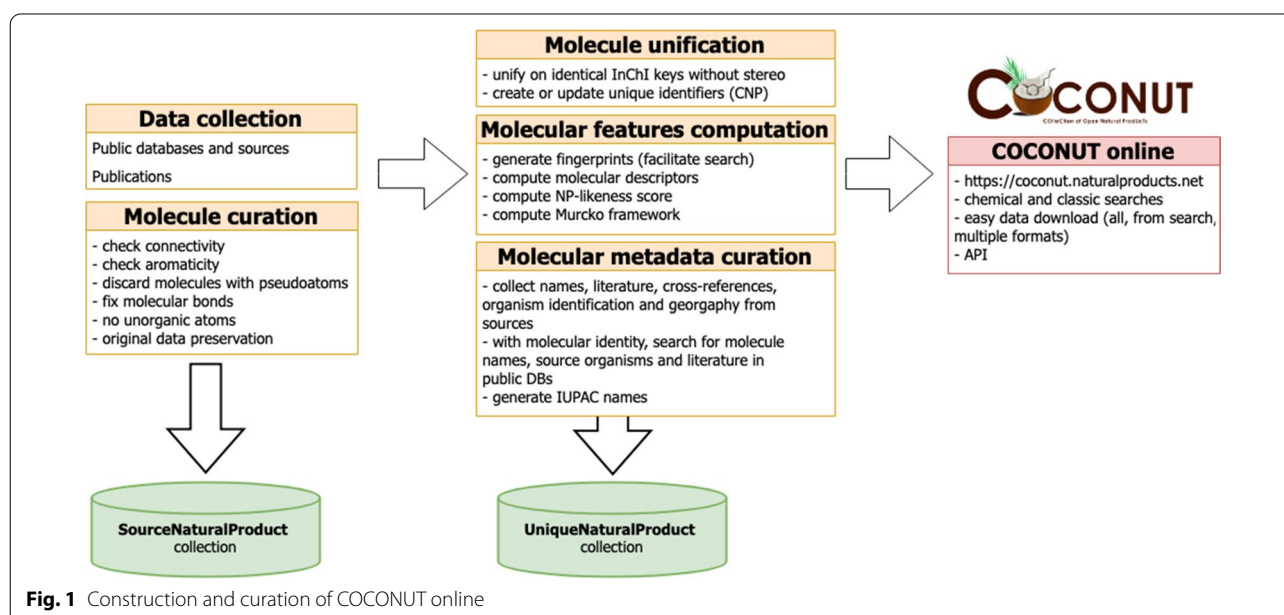 Data collection
Public databases and sources
Publications
Molecule curation
- check connectivity
- check aromaticity
- discard molecules with pseudoatoms
- fix molecular bonds
- no unorganic atoms
- original data preservation
SourceNaturalProduct
collection
Molecule unification
- unify on identical InChI keys without stereo
- create or update unique identifiers (CNP)
Molecular features computation
- generate fingerprints (facilitate search)
- compute molecular descriptors
- compute NP-likeness score
- compute Murcko framework
Molecular metadata curation
- collect names, literature, cross-references,
organism identification and georgaphy from
sources
- with molecular identity, search for molecule
names, source organisms and literature in
public DBs
- generate IUPAC names
UniqueNaturalProduct
collection
COCONUT
COlleCtion of Open Natural ProdUcTs
COCONUT online
- https://coconut.naturalproducts.net
- chemical and classic searches
- easy data download (all, from search,
multiple formats)
- API
Fig. 1 Construction and curation of COCONUT online